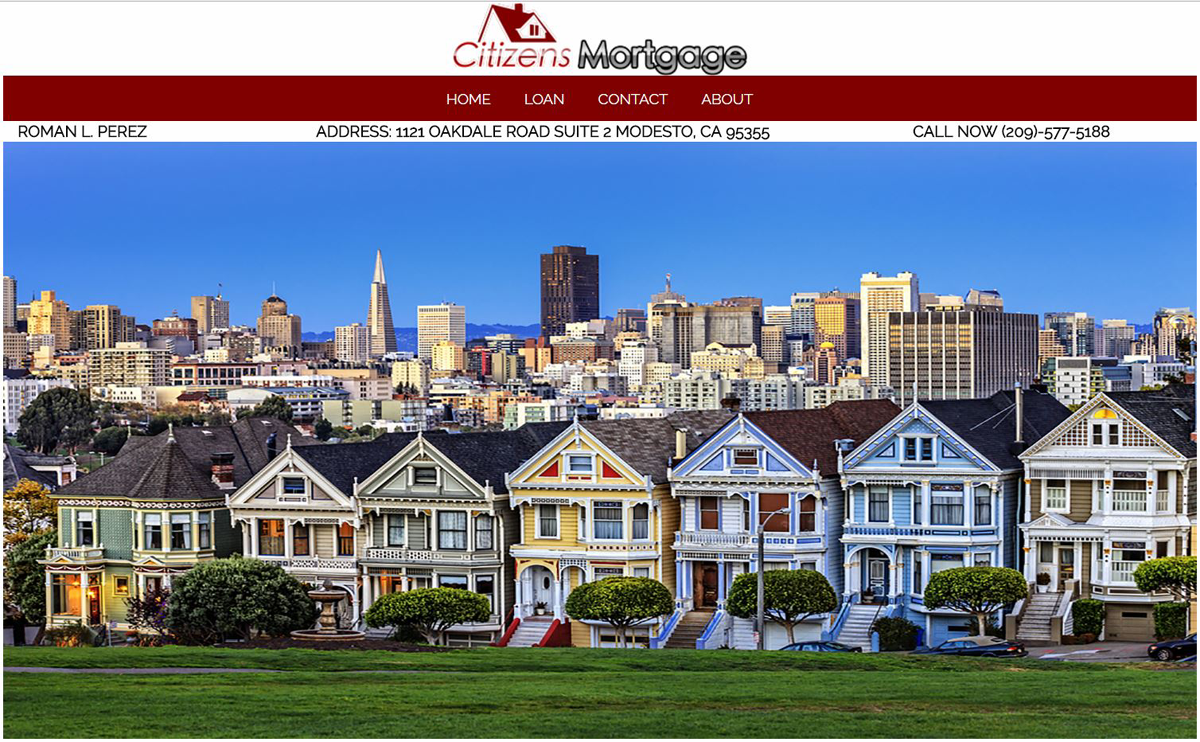 Citizens Mortgage
HOME LOAN CONTACT ABOUT
ROMAN L. PEREZ ADDRESS: 1121 OAKDALE ROAD SUITE 2 MODESTO, CA 95355 CALL NOW (209)-577-5188